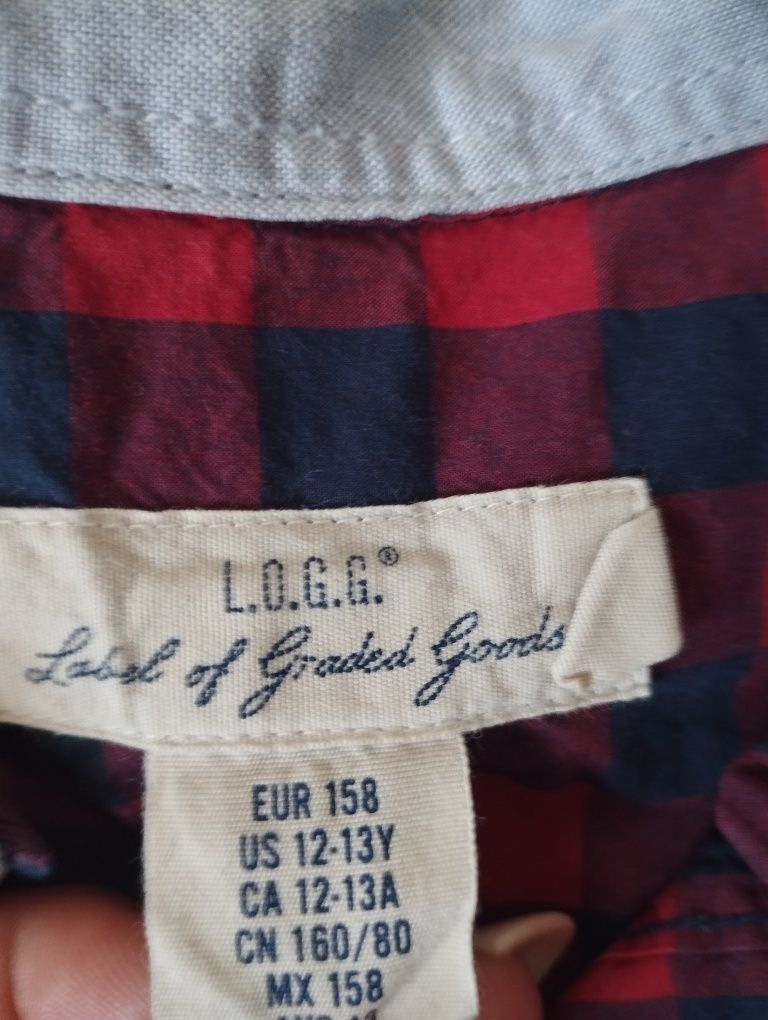 L.O.G.G.®
Label of Graded Goods
EUR 158
US 12-13Y
CA 12-13A
CN 160/80
MX 158